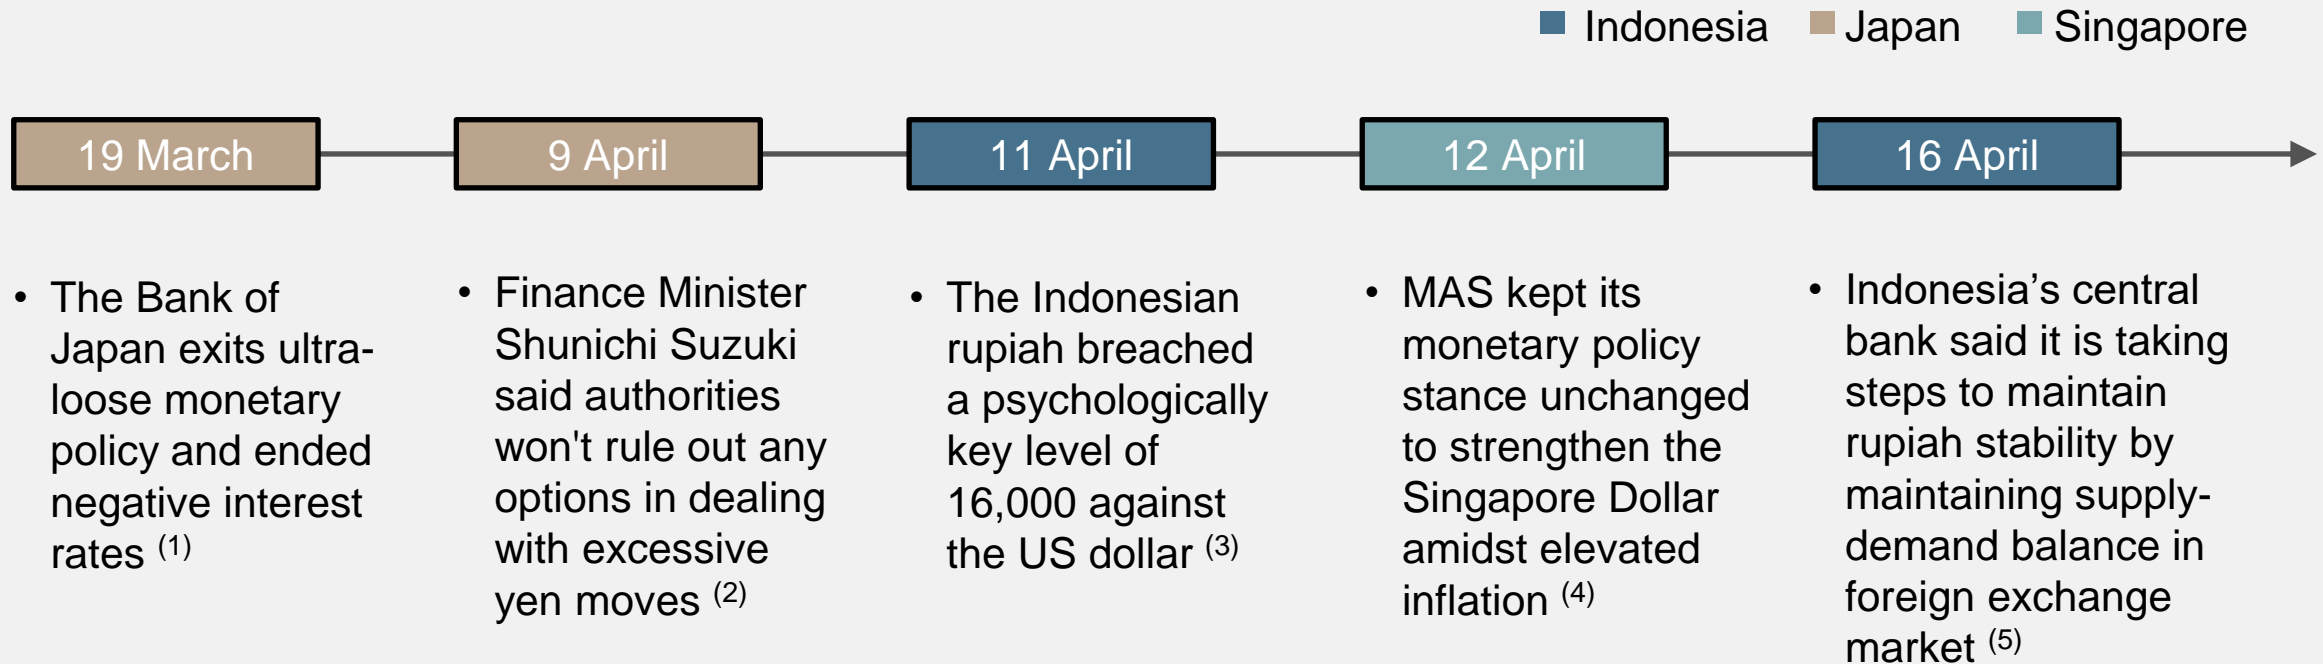 Indonesia
Japan
Singapore
19 March
9 April
11 April
12 April
16 April
• The Bank of
Japan exits ultra-
loose monetary
policy and ended
negative interest
rates (1)
• Finance Minister
Shunichi Suzuki
said authorities
won't rule out any
options in dealing
with excessive
yen moves (2)
• The Indonesian
rupiah breached
a psychologically
key level of
16,000 against
the US dollar (3)
• MAS kept its
monetary policy
stance unchanged
to strengthen the
Singapore Dollar
amidst elevated
inflation (4)
• Indonesia’s central
bank said it is taking
steps to maintain
rupiah stability by
maintaining supply-
demand balance in
foreign exchange
market (5)